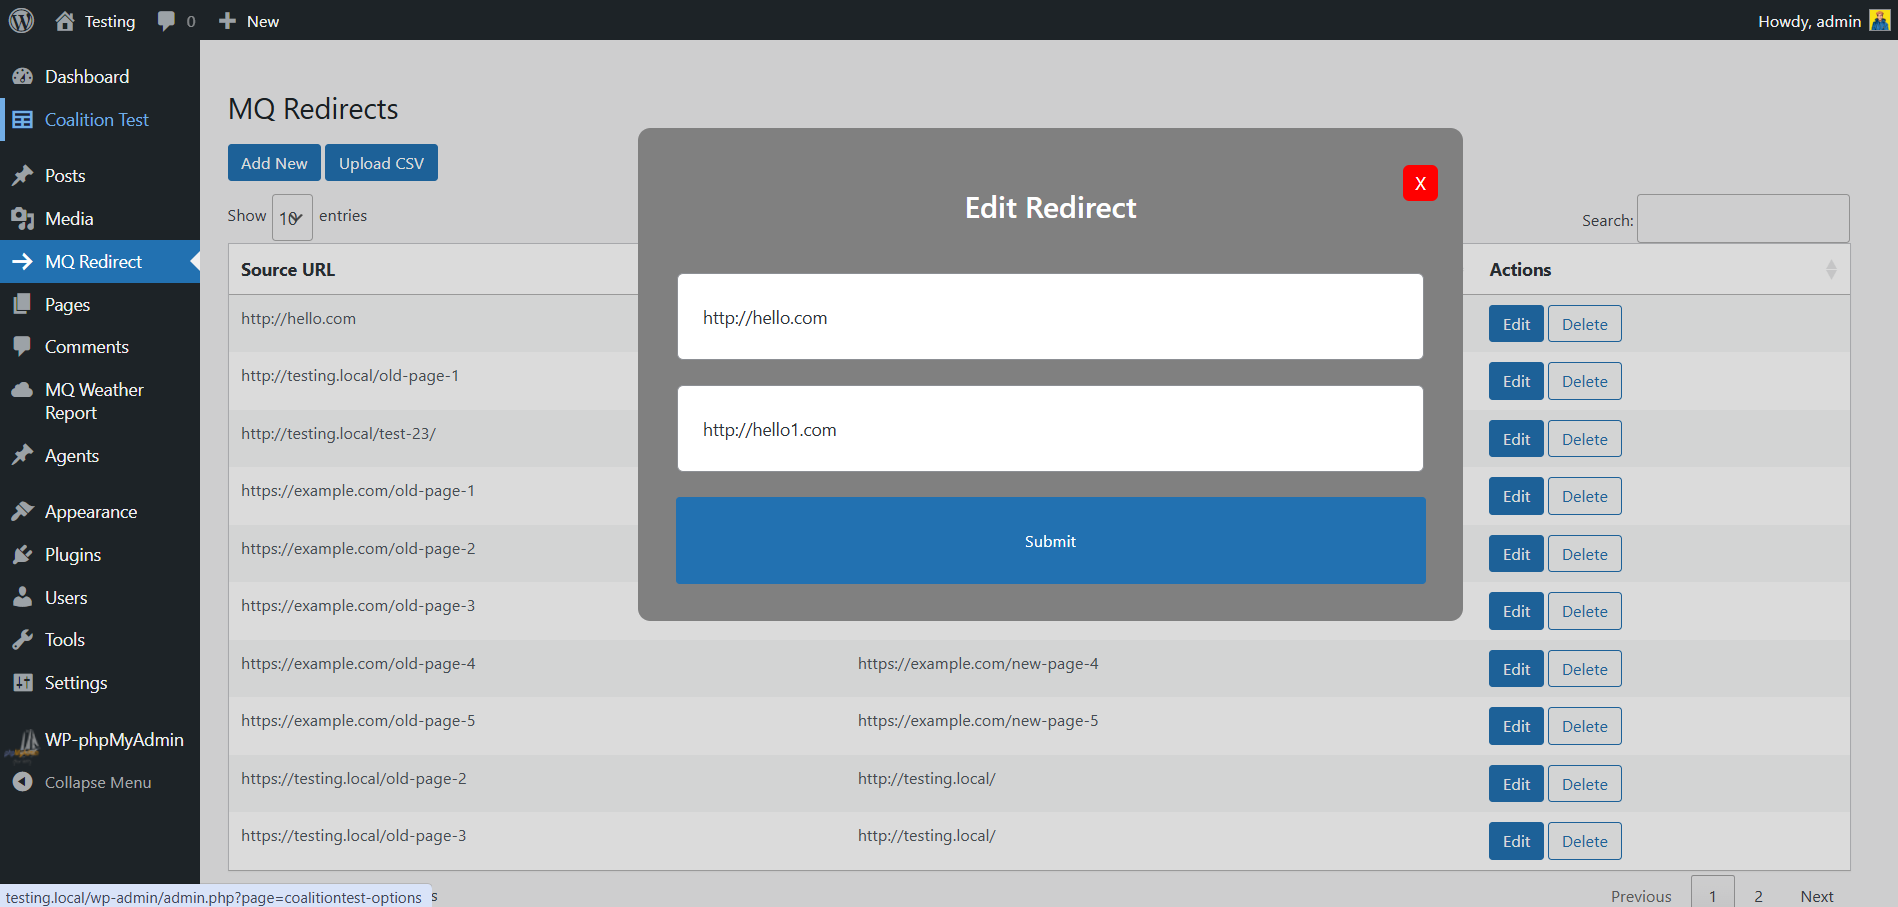 Testing 0 New Howdy, admin
Dashboard
Coalition Test
Posts
Media
MQ Redirect
Pages
Comments
MQ Weather
Report
Agents
Appearance
Plugins
Users
Tools
Settings
WP-phpMyAdmin
Collapse Menu
MQ Redirects
Add New Upload CSV
Show 10 entries
Search:
Source URL Actions
http://hello.com Edit Delete
http://testing.local/old-page-1 Edit Delete
http://testing.local/test-23/ Edit Delete
https://example.com/old-page-1 Edit Delete
https://example.com/old-page-2 Edit Delete
https://example.com/old-page-3 Edit Delete
https://example.com/old-page-4 https://example.com/new-page-4 Edit Delete
https://example.com/old-page-5 https://example.com/new-page-5 Edit Delete
https://testing.local/old-page-2 http://testing.local/ Edit Delete
https://testing.local/old-page-3 http://testing.local/ Edit Delete
X
Edit Redirect
http://hello.com
http://hello1.com
Submit
testing.local/wp-admin/admin.php?page=coalitiontest-options s
Previous 1 2 Next